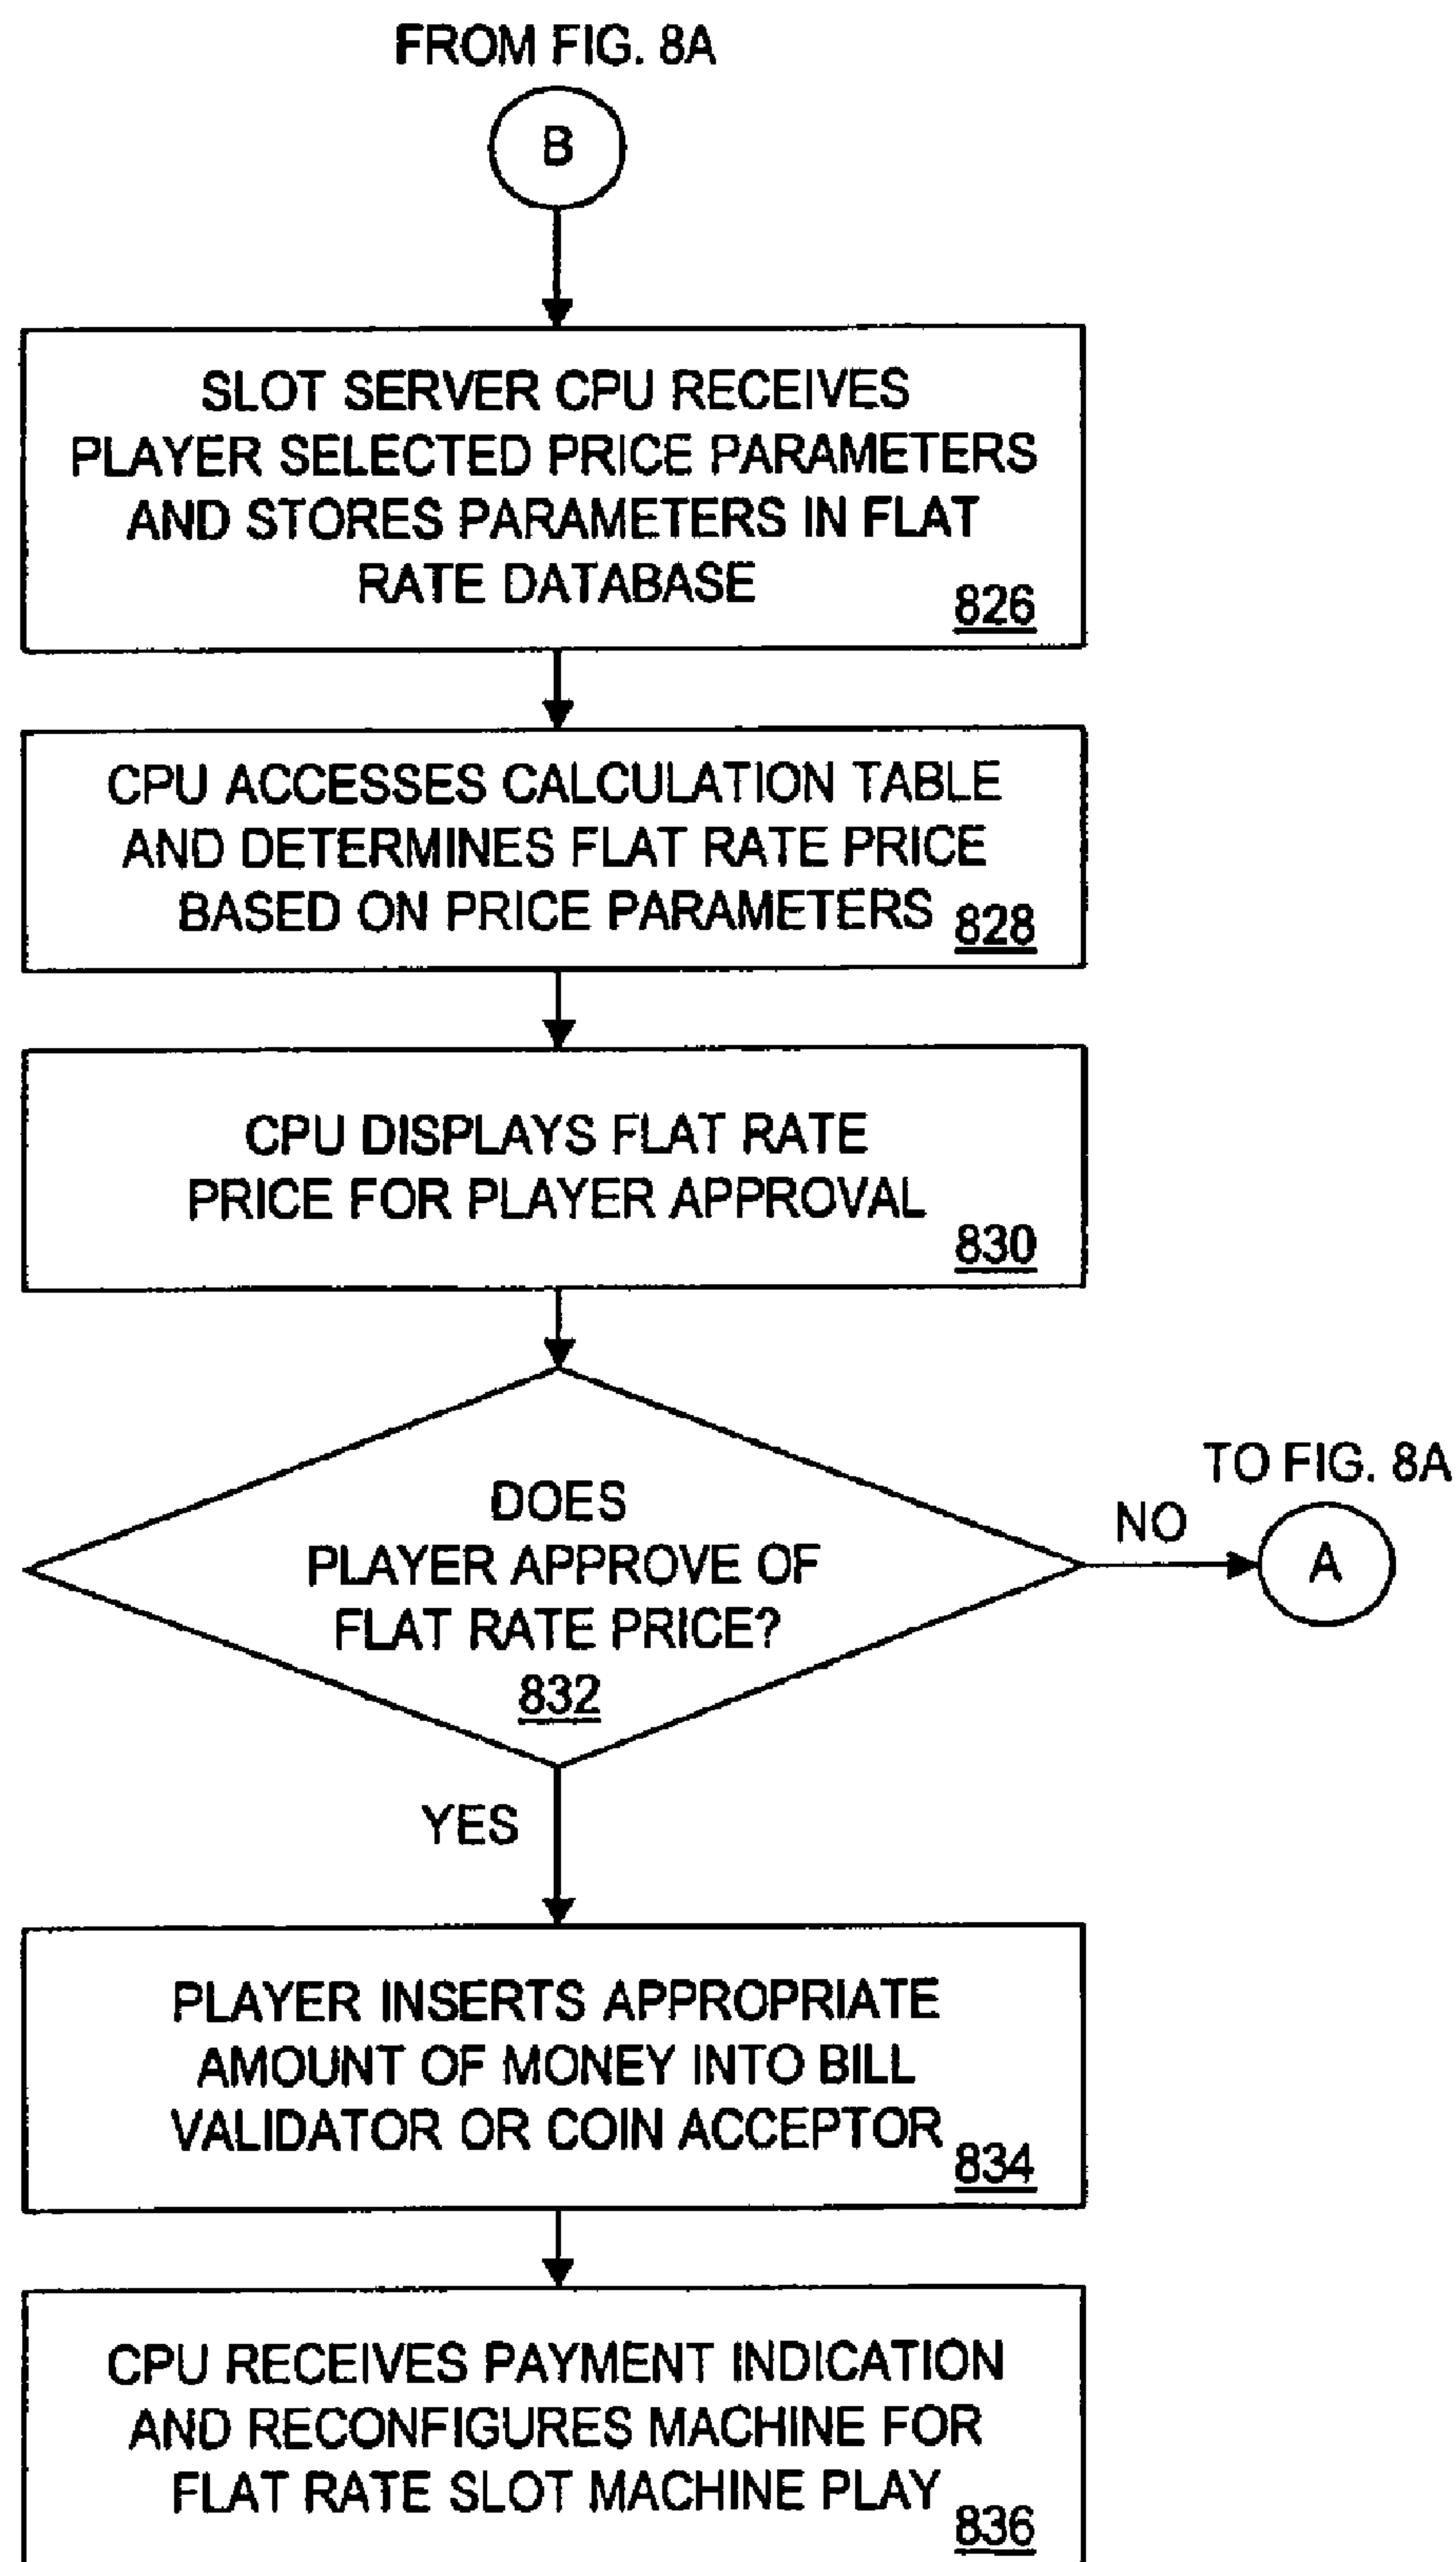 FROM FIG. 8A
B
SLOT SERVER CPU RECEIVES
PLAYER SELECTED PRICE PARAMETERS
AND STORES PARAMETERS IN FLAT
RATE DATABASE
826
CPU ACCESSES CALCULATION TABLE
AND DETERMINES FLAT RATE PRICE
BASED ON PRICE PARAMETERS
828
CPU DISPLAYS FLAT RATE
PRICE FOR PLAYER APPROVAL
830
DOES
PLAYER APPROVE OF
FLAT RATE PRICE?
832
NO
TO FIG. 8A
A
YES
PLAYER INSERTS APPROPRIATE
AMOUNT OF MONEY INTO BILL
VALIDATOR OR COIN ACCEPTOR
834
CPU RECEIVES PAYMENT INDICATION
AND RECONFIGURES MACHINE FOR
FLAT RATE SLOT MACHINE PLAY
836